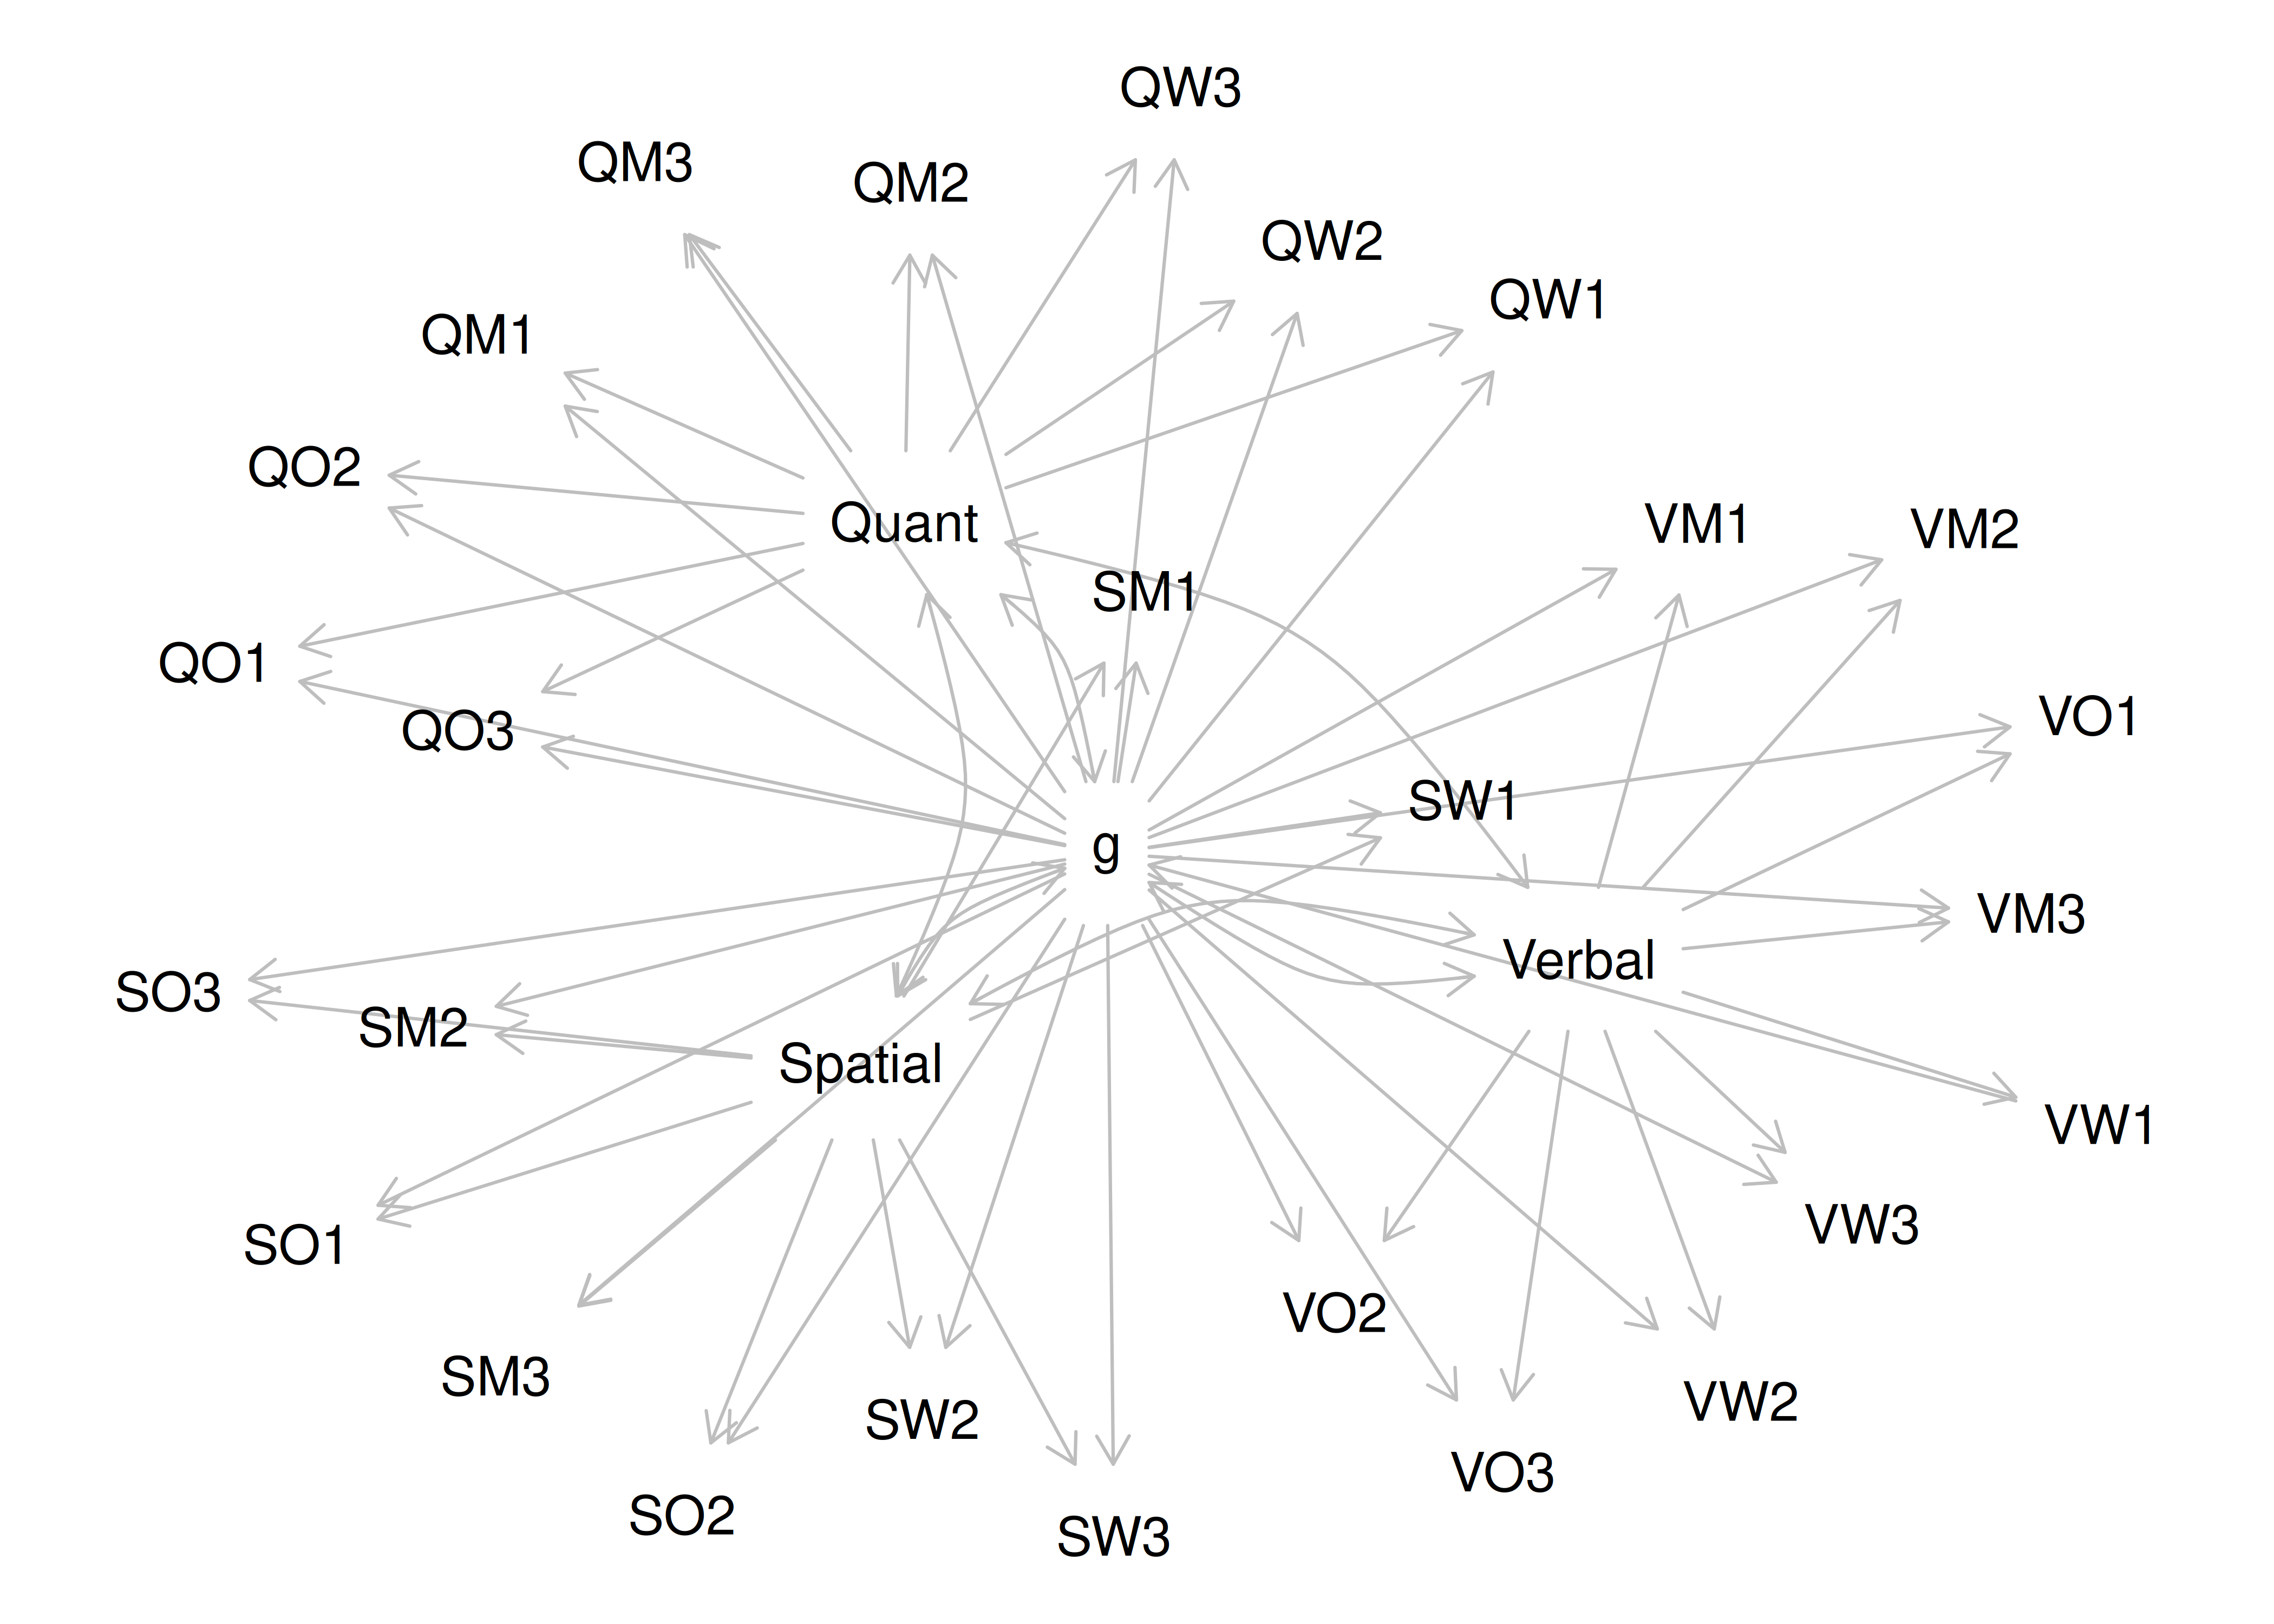 QW3
QM3
QM2
QW2
QW1
QM1
QO2
Quant
VM1
VM2
SM1
QO1
QO3
VO1
SW1
g
VM3
Verbal
SO3
SM2
Spatial
VW1
VW3
SO1
VO2
SM3
VW2
SW2
VO3
SO2
SW3